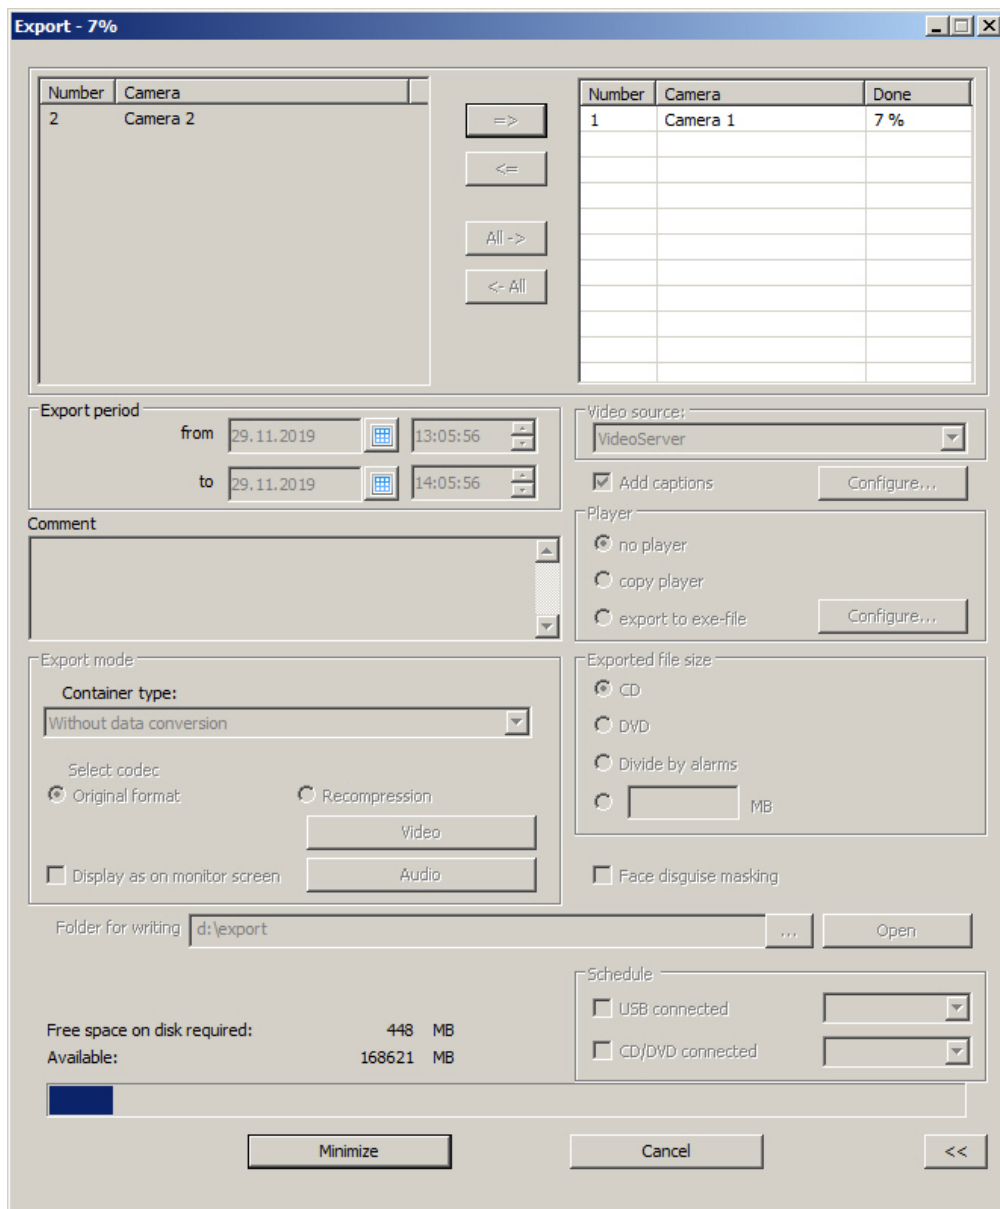 Export - 7%
Number Camera
2 Camera 2
=>
<=
All ->
<- All
Number Camera Done
1 Camera 1 7 %
Export period
from 29.11.2019 13:05:56
to 29.11.2019 14:05:56
Video source:
VideoServer
Add captions Configure...
Comment
Player
no player
copy player
export to exe-file Configure...
Export mode
Container type:
Without data conversion
Select codec
Original format Recompression
Video
Display as on monitor screen Audio
Exported file size
CD
DVD
Divide by alarms
MB
Face disguise masking
Folder for writing d:\export ... Open
Schedule
USB connected
CD/DVD connected
Free space on disk required: 448 MB
Available: 168621 MB
Minimize Cancel <<